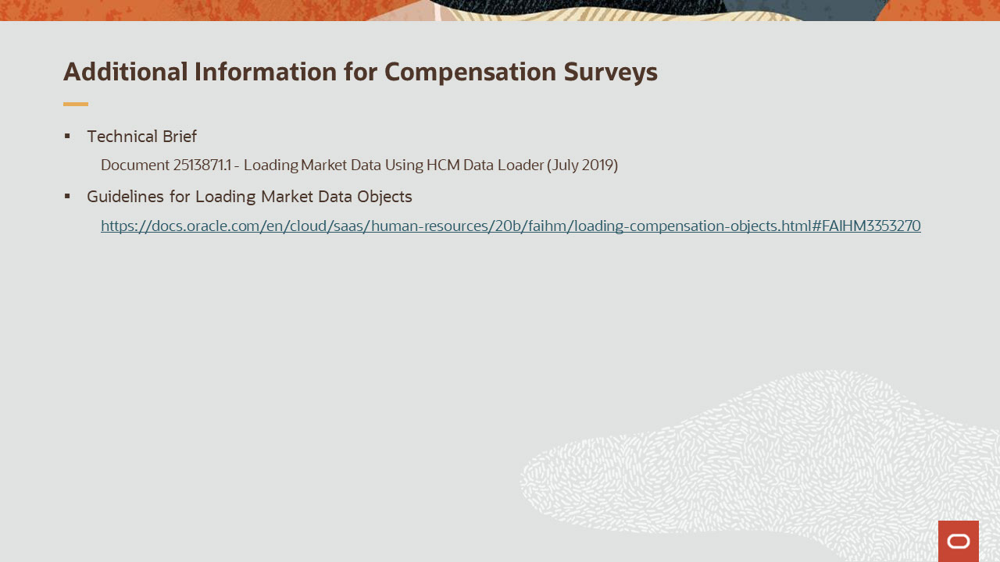 Additional Information for Compensation Surveys
▪ Technical Brief
Document 2513871.1 - Loading Market Data Using HCM Data Loader (July 2019)
▪ Guidelines for Loading Market Data Objects
https://docs.oracle.com/en/cloud/saas/human-resources/20b/faihm/loading-compensation-objects.html#FAIHM3353270